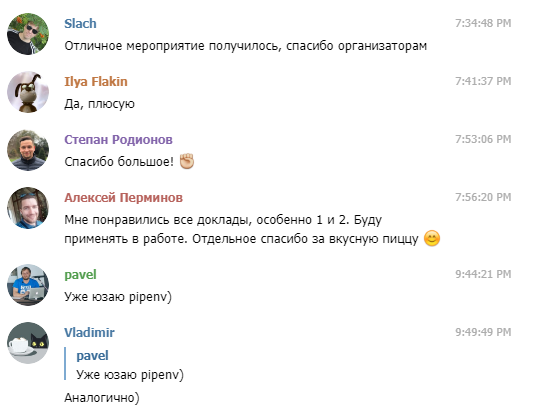 Slach 7:34:48 PM
Отличное мероприятие получилось, спасибо организаторам
Ilya Flakin 7:41:37 PM
Да, плюсую
Степан Родионов 7:53:06 PM
Спасибо большое! ✊
Алексей Перминов 7:56:20 PM
Мне понравились все доклады, особенно 1 и 2. Буду
применять в работе. Отдельное спасибо за вкусную пиццу 😊
pavel 9:44:21 PM
Уже юзаю pipenv)
Vladimir 9:49:49 PM
pavel
Уже юзаю pipenv)
Аналогично)